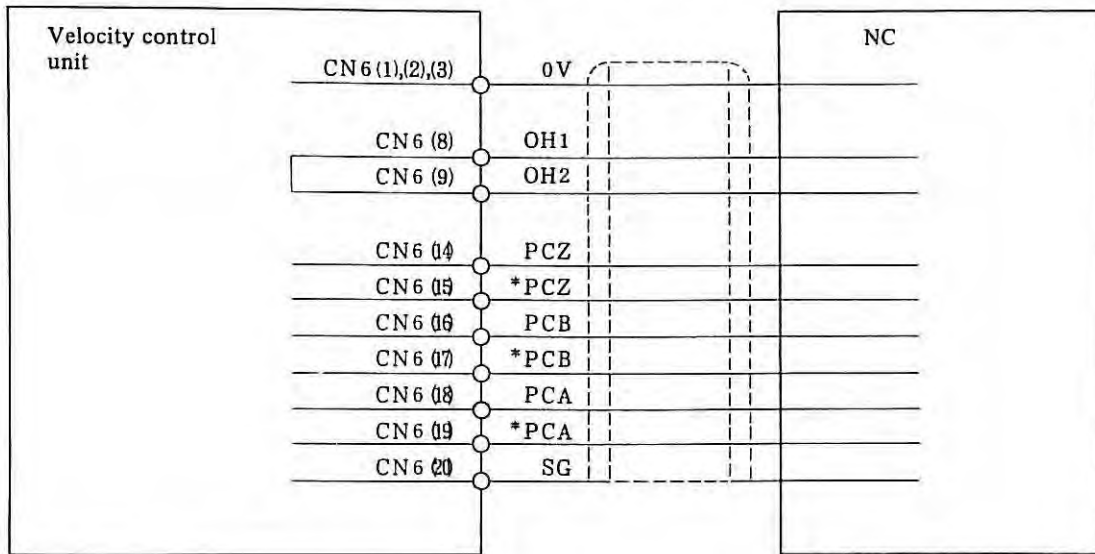 Velocity control
unit
NC
CN6(1),(2),(3) 0V
CN6(8) OH1
CN6(9) OH2
CN6(14) PCZ
CN6(15) *PCZ
CN6(16) PCB
CN6(17) *PCB
CN6(18) PCA
CN6(19) *PCA
CN6(20) SG